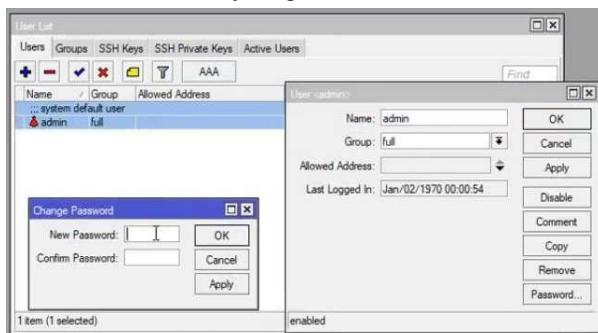 User List
Users Groups SSH Keys SSH Private Keys Active Users
AAA
Find
Name / Group Allowed Address
;;; system default user
admin full
User <admin>
Name: admin
Group: full
Allowed Address:
Last Logged In: Jan/02/1970 00:00:54
OK
Cancel
Apply
Disable
Comment
Copy
Remove
Password...
enabled
Change Password
New Password:
Confirm Password:
OK
Cancel
Apply
1 item (1 selected)